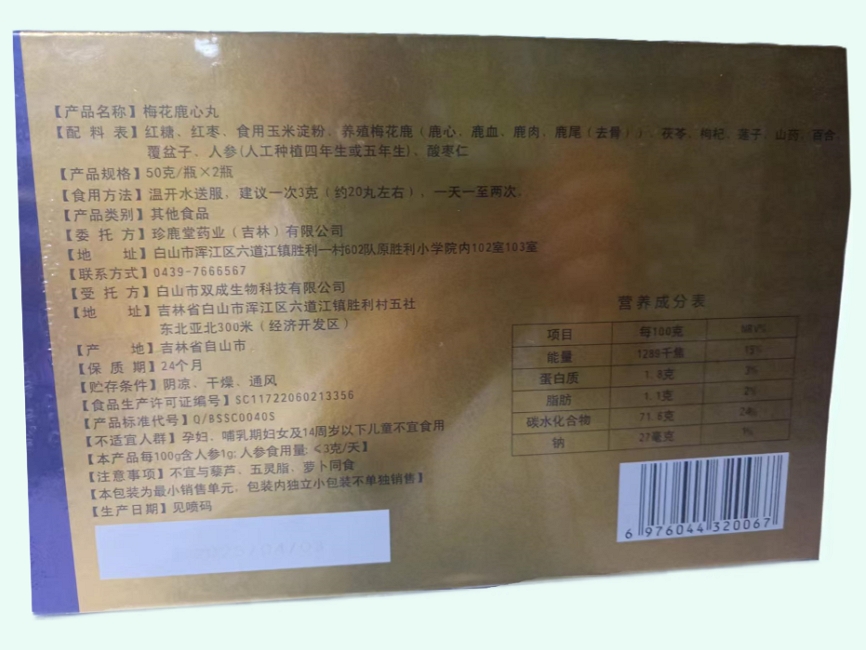 【产品名称】梅花鹿心丸
【配 料 表】红糖、红枣、食用玉米淀粉、养殖梅花鹿（鹿心、鹿血、鹿肉、鹿尾（去骨））、茯苓、枸杞、莲子、山药、百合、
覆盆子、人参(人工种植四年生或五年生)、酸枣仁
【产品规格】50克/瓶×2瓶
【食用方法】温开水送服，建议一次3克（约20丸左右），一天一至两次。
【产品类别】其他食品
【委 托 方】珍鹿堂药业（吉林）有限公司
【地 址】白山市浑江区六道江镇胜利一村602队原胜利小学院内102室103室
【联系方式】0439-7666567
【受 托 方】白山市双成生物科技有限公司
【地 址】吉林省白山市浑江区六道江镇胜利村五社
东北亚北300米（经济开发区）
【产 地】吉林省白山市
【保 质 期】24个月
【贮存条件】阴凉、干燥、通风
【食品生产许可证编号】SC11722060213356
【产品标准代号】Q/BSSC0040S
【不适宜人群】孕妇、哺乳期妇女及14周岁以下儿童不宜食用
【本产品每100g含人参1g; 人参食用量: ≤3克/天】
【注意事项】不宜与藜芦、五灵脂、萝卜同食
【本包装为最小销售单元，包装内独立小包装不单独销售】
【生产日期】见喷码
营养成分表
项目 每100克
能量 1289千焦 15%
蛋白质 1.8克 3%
脂肪 1.1克 2%
碳水化合物 71.6克 24%
钠 27毫克 1%
6 976044 320067